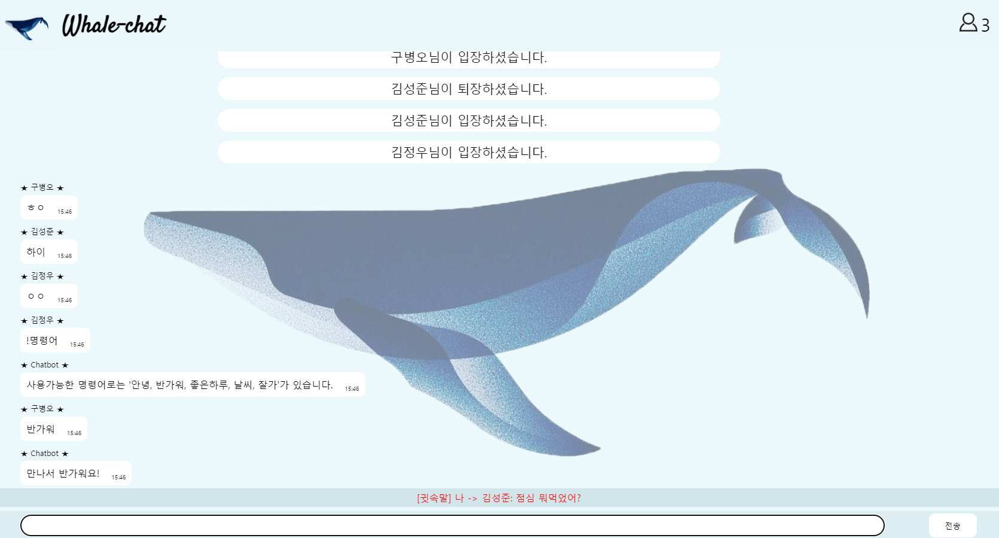 Whale-chat
3
구병오님이 입장하셨습니다.
김성준님이 퇴장하셨습니다.
김성준님이 입장하셨습니다.
김정우님이 입장하셨습니다.
★ 구병오 ★
ㅎㅇ 15:46
★ 김성준 ★
하이 15:46
★ 김정우 ★
ㅇㅇ 15:46
★ 김정우 ★
!명령어 15:46
★ Chatbot ★
사용가능한 명령어로는 '안녕, 반가워, 좋은하루, 날씨, 잘가'가 있습니다. 15:46
★ 구병오 ★
반가워 15:46
★ Chatbot ★
만나서 반가워요! 15:46
[귓속말] 나 -> 김성준: 점심 뭐먹었어?
전송